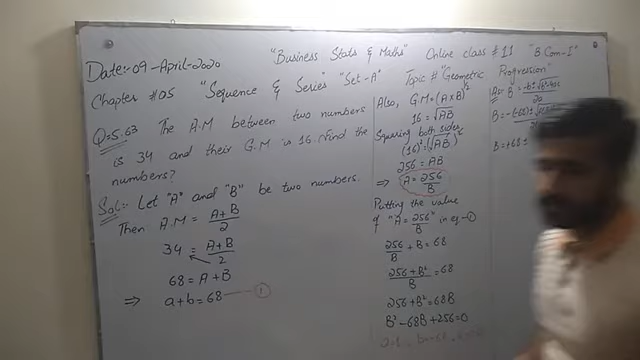 Date:- 09-April-2020
"Business Stats & Maths" Online class # 11 "B.Com-I"
Chapter #05 "Sequence & Series" "Set-A" Topic # "Geometric Progression"
Q=5.63 The A.M between two numbers
is 34 and their G.M is 16. Find the
numbers?
Sol:- Let "A" and "B" be two numbers.
Then A.M = A+B/2
34 = A+B/2
68 = A+B
⇒ a+b=68 —— ①
Also, G.M = (A×B)^1/2
16 = √AB
Squaring both sides
(16)² = (√AB)²
256 = AB
⇒ A = 256/B
Putting the value
of "A = 256/B" in eq-①
256/B + B = 68
256+B²/B = 68
256+B² = 68B
B²-68B+256=0
As: B = -b±√b²-4ac/2a
B = -(-68)±
B = +68 ±